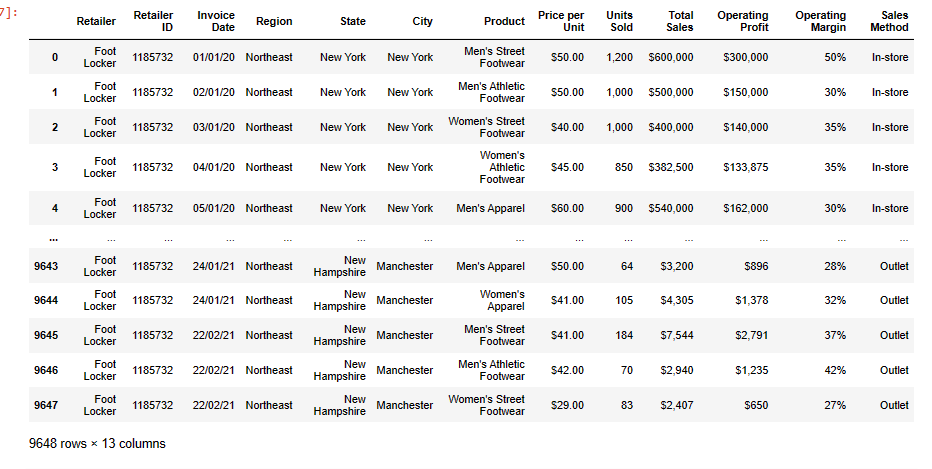 7]:
Retailer Retailer ID Invoice Date Region State City Product Price per Unit Units Sold Total Sales Operating Profit Operating Margin Sales Method
0 Foot Locker 1185732 01/01/20 Northeast New York New York Men's Street Footwear $50.00 1,200 $600,000 $300,000 50% In-store
1 Foot Locker 1185732 02/01/20 Northeast New York New York Men's Athletic Footwear $50.00 1,000 $500,000 $150,000 30% In-store
2 Foot Locker 1185732 03/01/20 Northeast New York New York Women's Street Footwear $40.00 1,000 $400,000 $140,000 35% In-store
3 Foot Locker 1185732 04/01/20 Northeast New York New York Women's Athletic Footwear $45.00 850 $382,500 $133,875 35% In-store
4 Foot Locker 1185732 05/01/20 Northeast New York New York Men's Apparel $60.00 900 $540,000 $162,000 30% In-store
... ... ... ... ... ... ... ... ... ... ... ... ... ...
9643 Foot Locker 1185732 24/01/21 Northeast New Hampshire Manchester Men's Apparel $50.00 64 $3,200 $896 28% Outlet
9644 Foot Locker 1185732 24/01/21 Northeast New Hampshire Manchester Women's Apparel $41.00 105 $4,305 $1,378 32% Outlet
9645 Foot Locker 1185732 22/02/21 Northeast New Hampshire Manchester Men's Street Footwear $41.00 184 $7,544 $2,791 37% Outlet
9646 Foot Locker 1185732 22/02/21 Northeast New Hampshire Manchester Men's Athletic Footwear $42.00 70 $2,940 $1,235 42% Outlet
9647 Foot Locker 1185732 22/02/21 Northeast New Hampshire Manchester Women's Street Footwear $29.00 83 $2,407 $650 27% Outlet
9648 rows × 13 columns